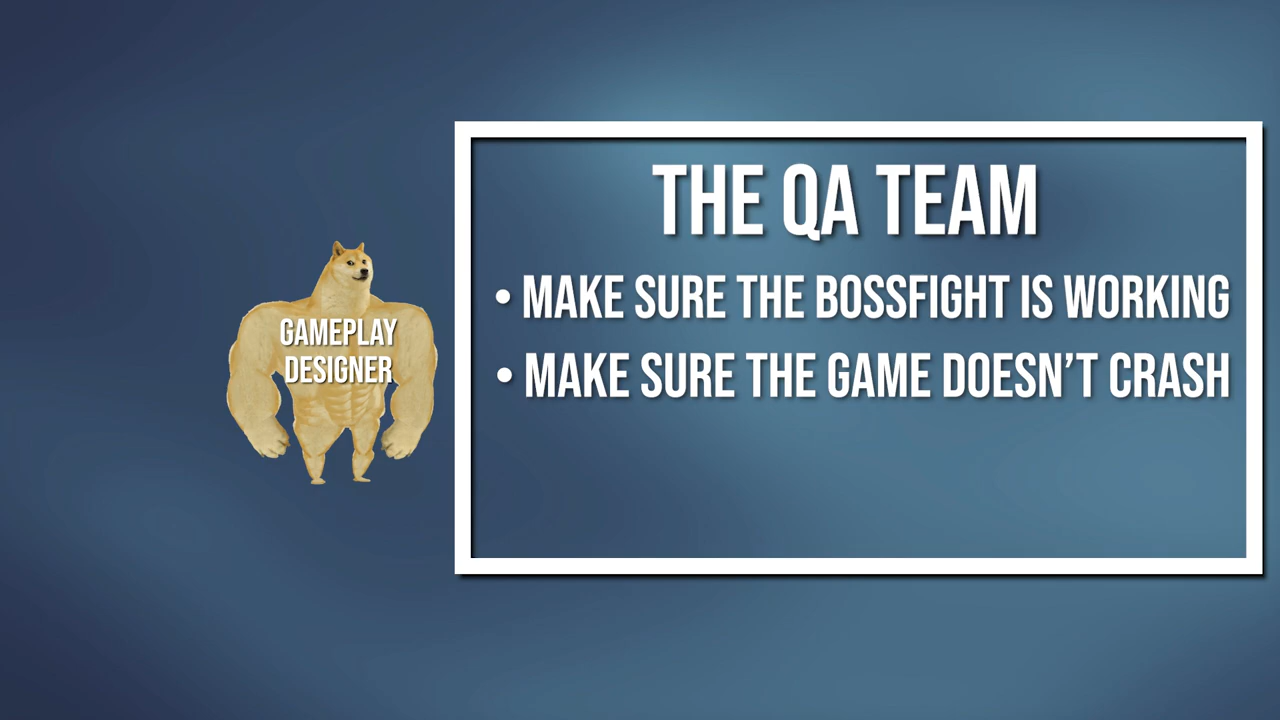 THE QA TEAM
• MAKE SURE THE BOSSFIGHT IS WORKING
• MAKE SURE THE GAME DOESN'T CRASH
GAMEPLAY
DESIGNER